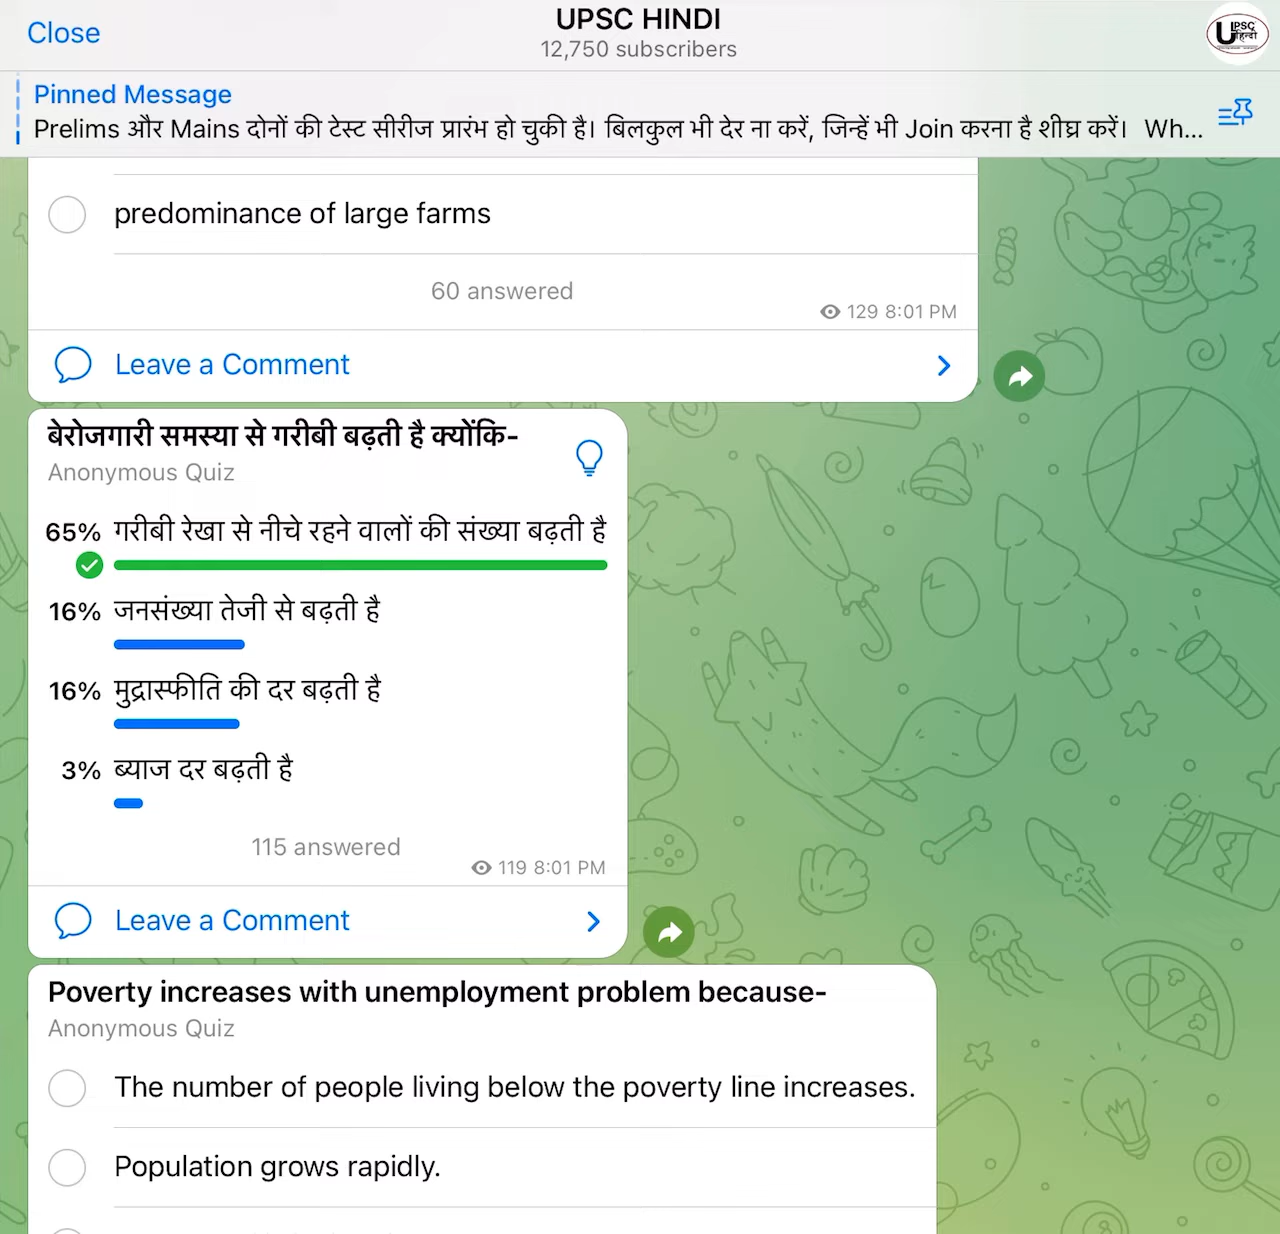 Close
UPSC HINDI
12,750 subscribers
UPSC
हिन्दी
Pinned Message
Prelims और Mains दोनों की टेस्ट सीरीज प्रारंभ हो चुकी है। बिलकुल भी देर ना करें, जिन्हें भी Join करना है शीघ्र करें। Wh...
predominance of large farms
60 answered
129 8:01 PM
Leave a Comment
बेरोजगारी समस्या से गरीबी बढ़ती है क्योंकि-
Anonymous Quiz
65% गरीबी रेखा से नीचे रहने वालों की संख्या बढ़ती है
16% जनसंख्या तेजी से बढ़ती है
16% मुद्रास्फीति की दर बढ़ती है
3% ब्याज दर बढ़ती है
115 answered
119 8:01 PM
Leave a Comment
Poverty increases with unemployment problem because-
Anonymous Quiz
The number of people living below the poverty line increases.
Population grows rapidly.